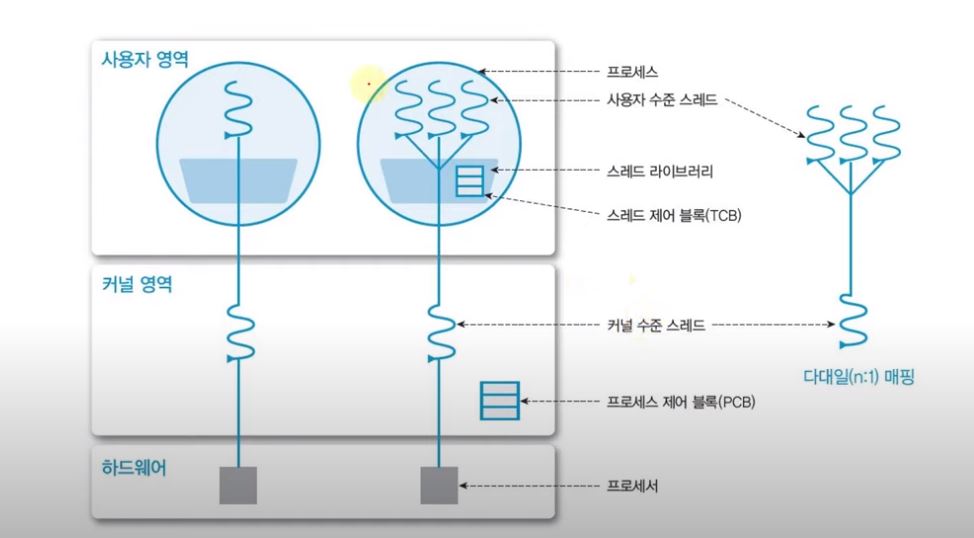 사용자 영역
프로세스
사용자 수준 스레드
스레드 라이브러리
스레드 제어 블록(TCB)
커널 영역
커널 수준 스레드
다대일(n:1) 매핑
프로세스 제어 블록(PCB)
하드웨어
프로세서